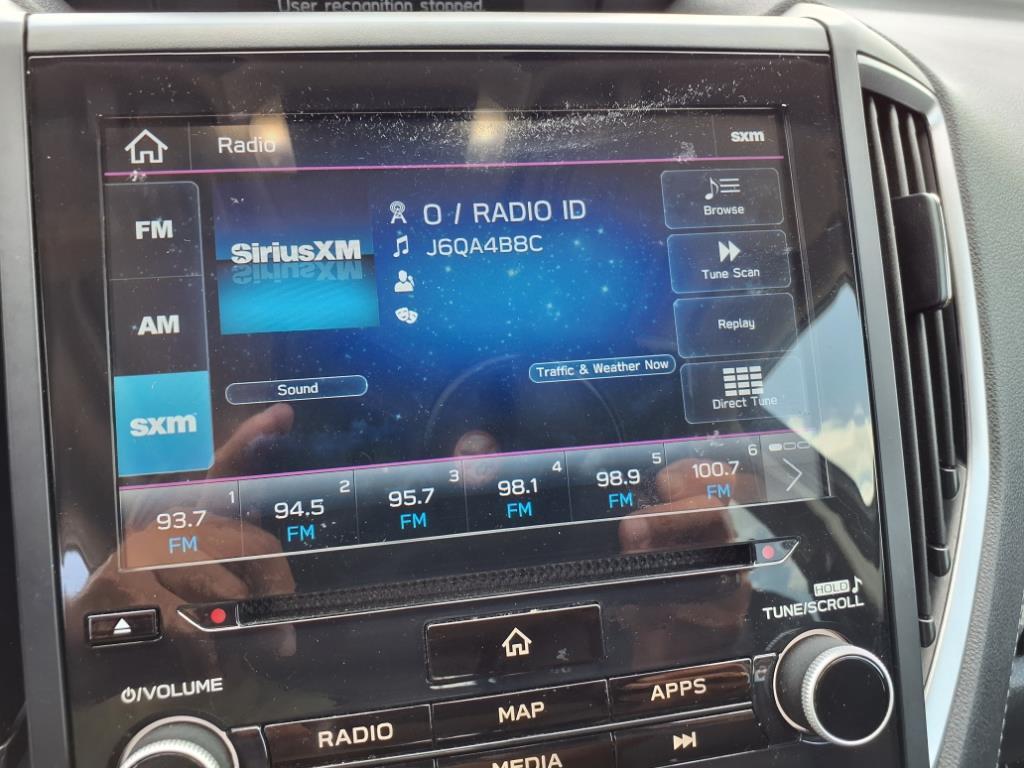 User recognition stopped.
Radio
sxm
FM
AM
sxm
SiriusXM
0 / RADIO ID
J6QA4B8C
Browse
Tune Scan
Replay
Direct Tune
Sound
Traffic & Weather Now
1
93.7
FM
2
94.5
FM
3
95.7
FM
4
98.1
FM
5
98.9
FM
6
100.7
FM
HOLD
TUNE/SCROLL
/VOLUME
RADIO
MAP
APPS
MEDIA